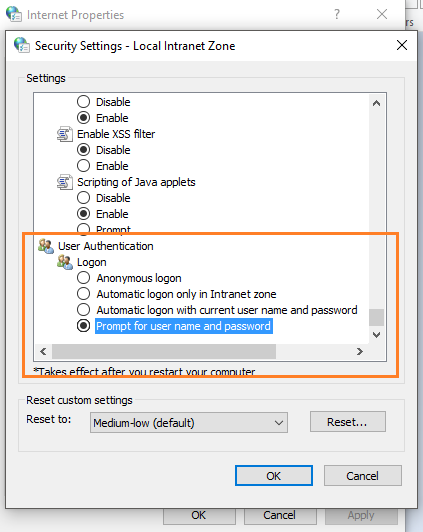 Internet Properties
?
rs
Security Settings - Local Intranet Zone
Settings
Disable
Enable
Enable XSS filter
Disable
Enable
Scripting of Java applets
Disable
Enable
Prompt
User Authentication
Logon
Anonymous logon
Automatic logon only in Intranet zone
Automatic logon with current user name and password
Prompt for user name and password
*Takes effect after you restart your computer
Reset custom settings
Reset to: Medium-low (default) Reset...
OK Cancel
OK Cancel Apply